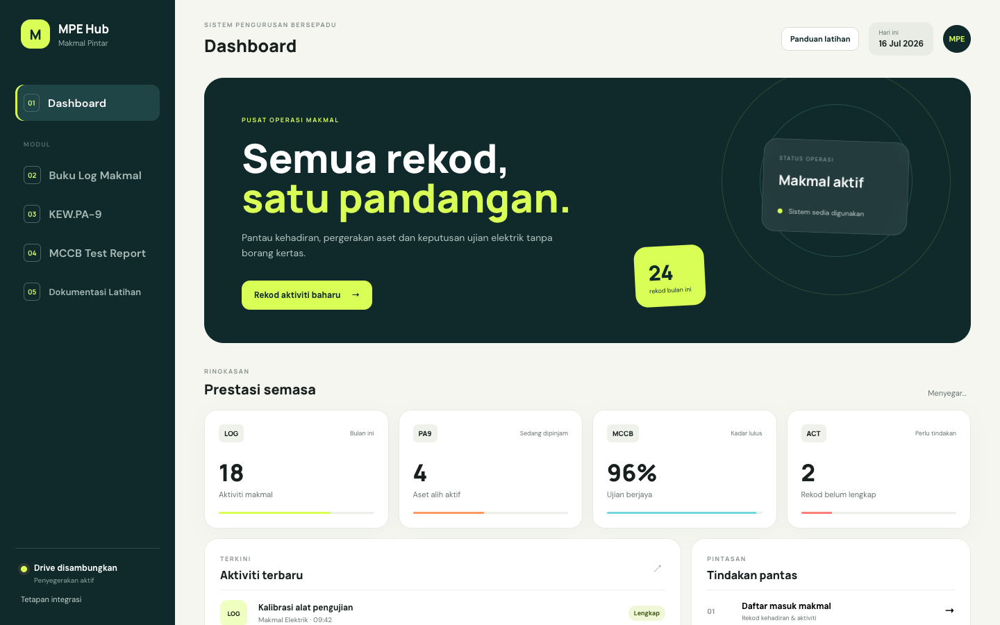 M
MPE Hub
Makmal Pintar
01 Dashboard
MODUL
02 Buku Log Makmal
03 KEW.PA-9
04 MCCB Test Report
05 Dokumentasi Latihan
Drive disambungkan
Penyegerakan aktif
Tetapan integrasi
SISTEM PENGURUSAN BERSEPADU
Dashboard
Panduan latihan
Hari ini
16 Jul 2026
MPE
PUSAT OPERASI MAKMAL
Semua rekod,
satu pandangan.
Pantau kehadiran, pergerakan aset dan keputusan ujian elektrik tanpa
borang kertas.
Rekod aktiviti baharu →
STATUS OPERASI
Makmal aktif
Sistem sedia digunakan
24
rekod bulan ini
RINGKASAN
Prestasi semasa
Menyegar…
LOG Bulan ini
18
Aktiviti makmal
PA9 Sedang dipinjam
4
Aset alih aktif
MCCB Kadar lulus
96%
Ujian berjaya
ACT Perlu tindakan
2
Rekod belum lengkap
TERKINI
Aktiviti terbaru
↗
LOG
Kalibrasi alat pengujian
Makmal Elektrik · 09:42
Lengkap
PINTASAN
Tindakan pantas
01
Daftar masuk makmal
Rekod kehadiran & aktiviti
→